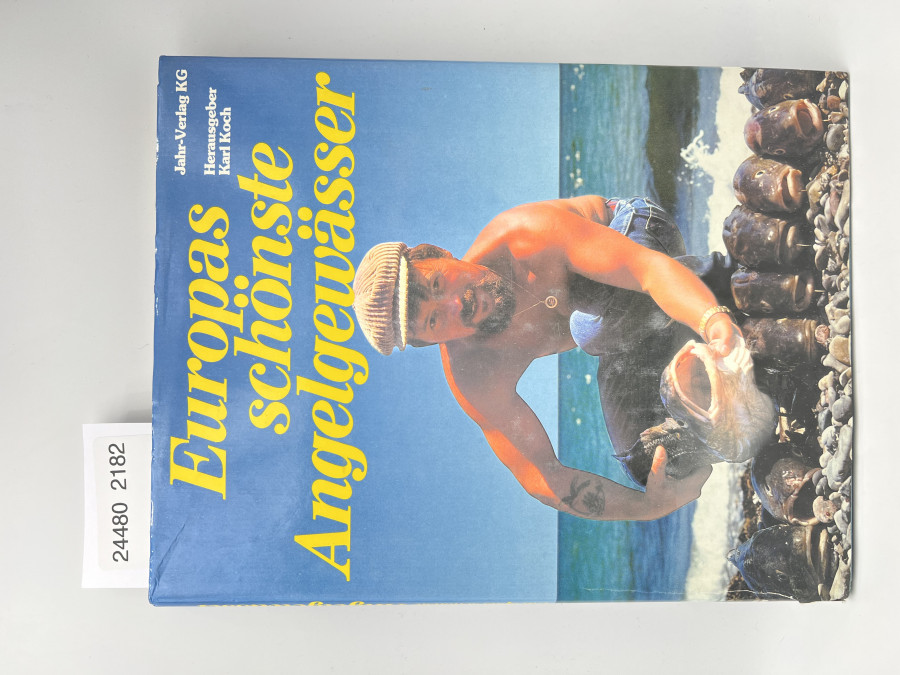 Jahr-Verlag KG
Herausgeber
Karl Koch
Europas
schönste
Angelgewässer
24480 2182